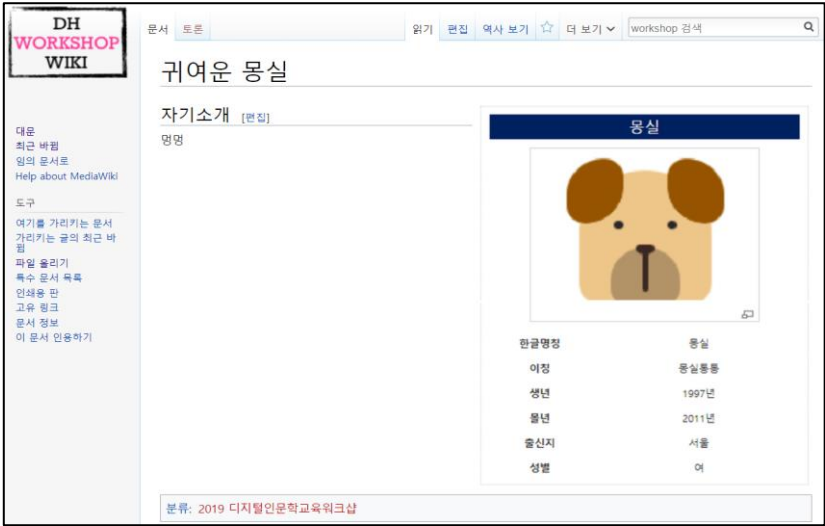 DH
WORKSHOP
WIKI
문서 토론
읽기 편집 역사 보기 더 보기 workshop 검색
귀여운 몽실
대문
최근 바뀜
임의 문서로
Help about MediaWiki
도구
여기를 가리키는 문서
가리키는 글의 최근 바
뀜
파일 올리기
특수 문서 목록
인쇄용 판
고유 링크
문서 정보
이 문서 인용하기
자기소개 [편집]
멍멍
몽실
한글명칭 몽실
이칭 몽실통통
생년 1997년
몰년 2011년
출신지 서울
성별 여
분류: 2019 디지털인문학교육워크샵